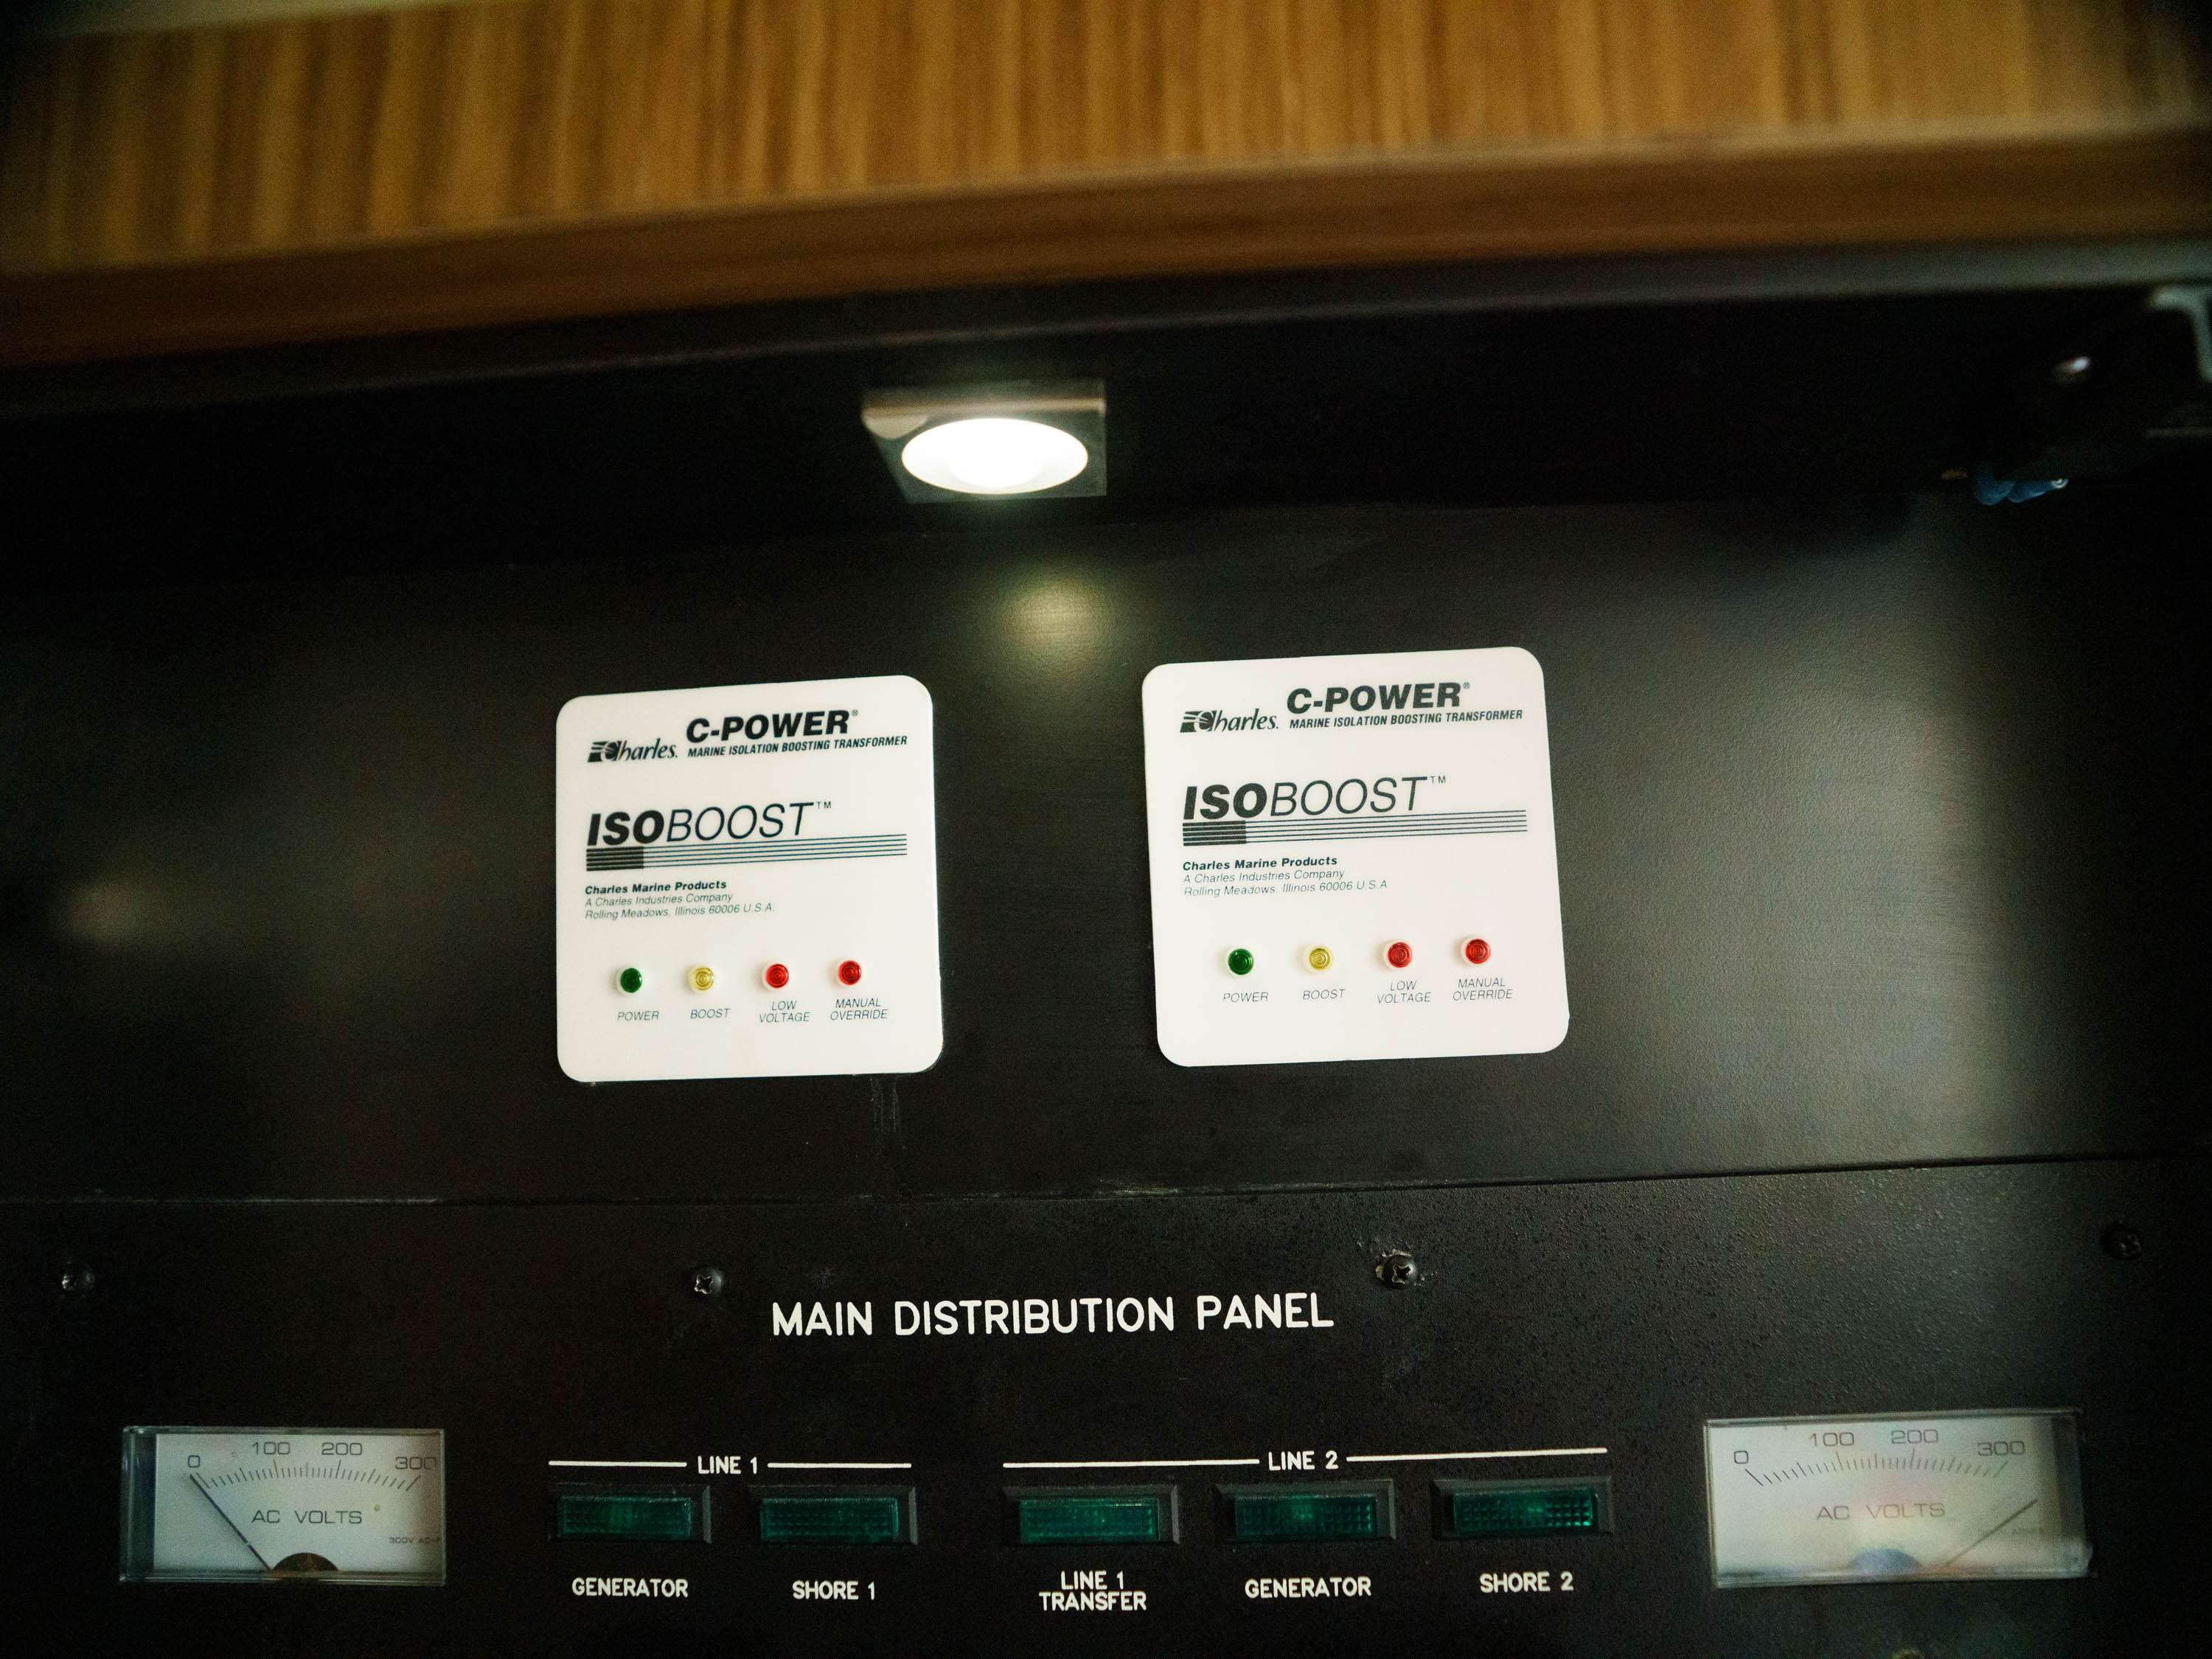 Charles. C-POWER®
MARINE ISOLATION BOOSTING TRANSFORMER
ISOBOOST™
Charles Marine Products
A Charles Industries Company
Rolling Meadows, Illinois 60006 U.S.A.
POWER
BOOST
LOW
VOLTAGE
MANUAL
OVERRIDE
Charles. C-POWER®
MARINE ISOLATION BOOSTING TRANSFORMER
ISOBOOST™
Charles Marine Products
A Charles Industries Company
Rolling Meadows, Illinois 60006 U.S.A
POWER
BOOST
LOW
VOLTAGE
MANUAL
OVERRIDE
MAIN DISTRIBUTION PANEL
0 100 200 300
AC VOLTS
LINE 1
GENERATOR
SHORE 1
LINE 2
LINE 1
TRANSFER
GENERATOR
SHORE 2
0 100 200 300
AC VOLTS